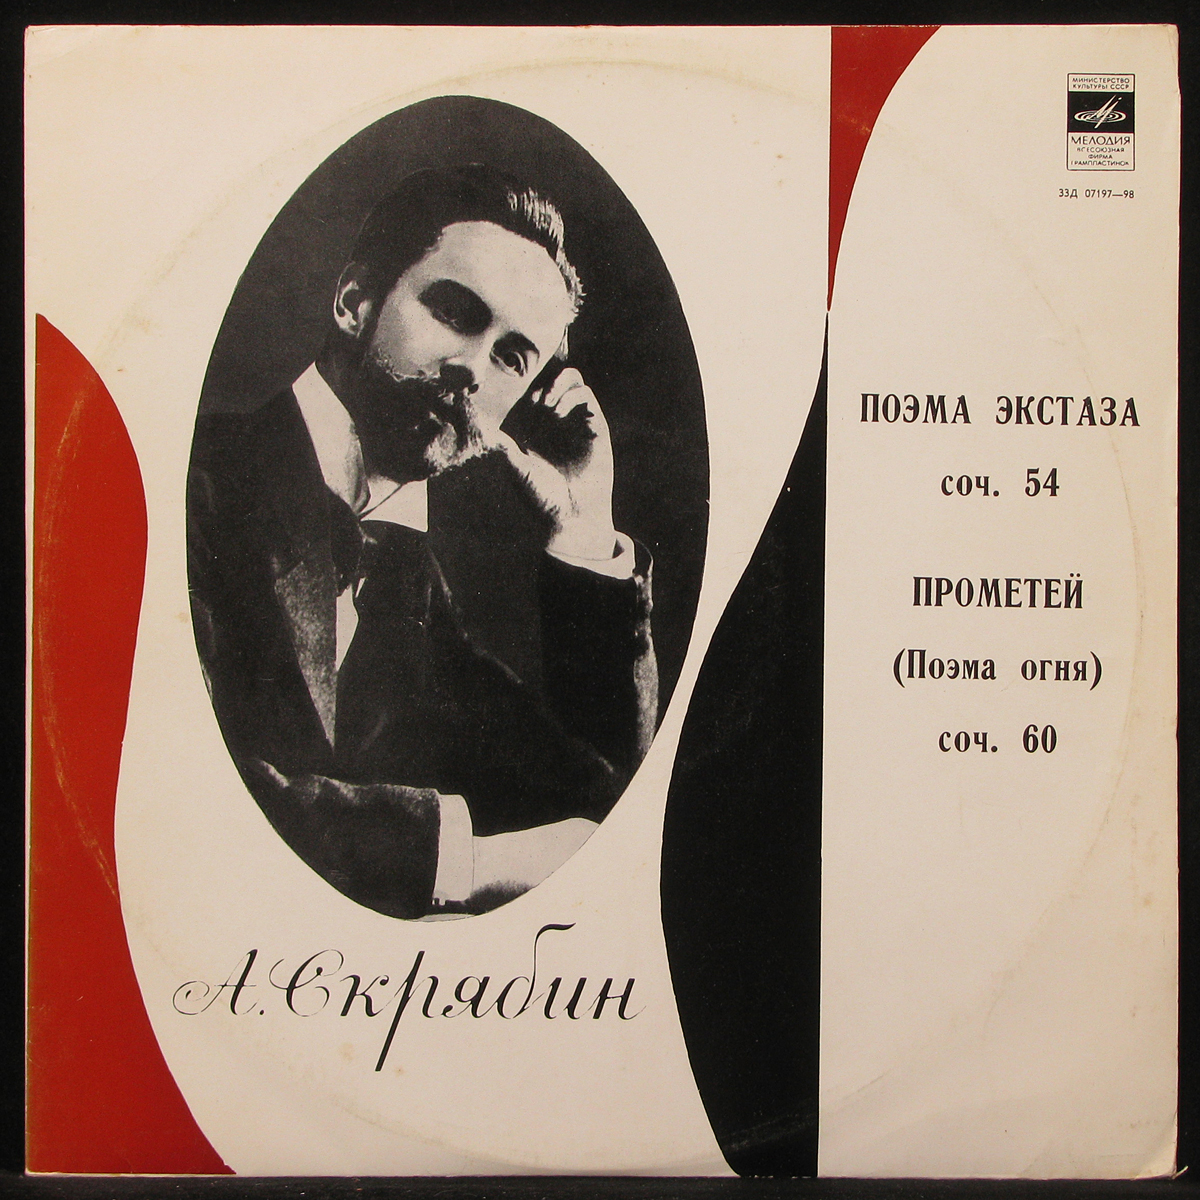 МИНИСТЕРСТВО
КУЛЬТУРЫ СССР
МЕЛОДИЯ
ВСЕСОЮЗНАЯ
ФИРМА
ГРАМПЛАСТИНОК
33Д 07197—98
ПОЭМА ЭКСТАЗА
соч. 54
ПРОМЕТЕЙ
(Поэма огня)
соч. 60
А. Скрябин